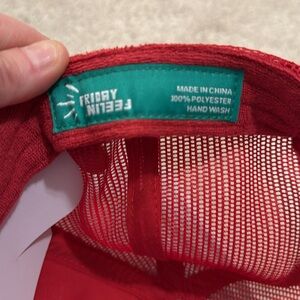 FRIDAY
FEELIN
MADE IN CHINA
100% POLYESTER
HAND WASH